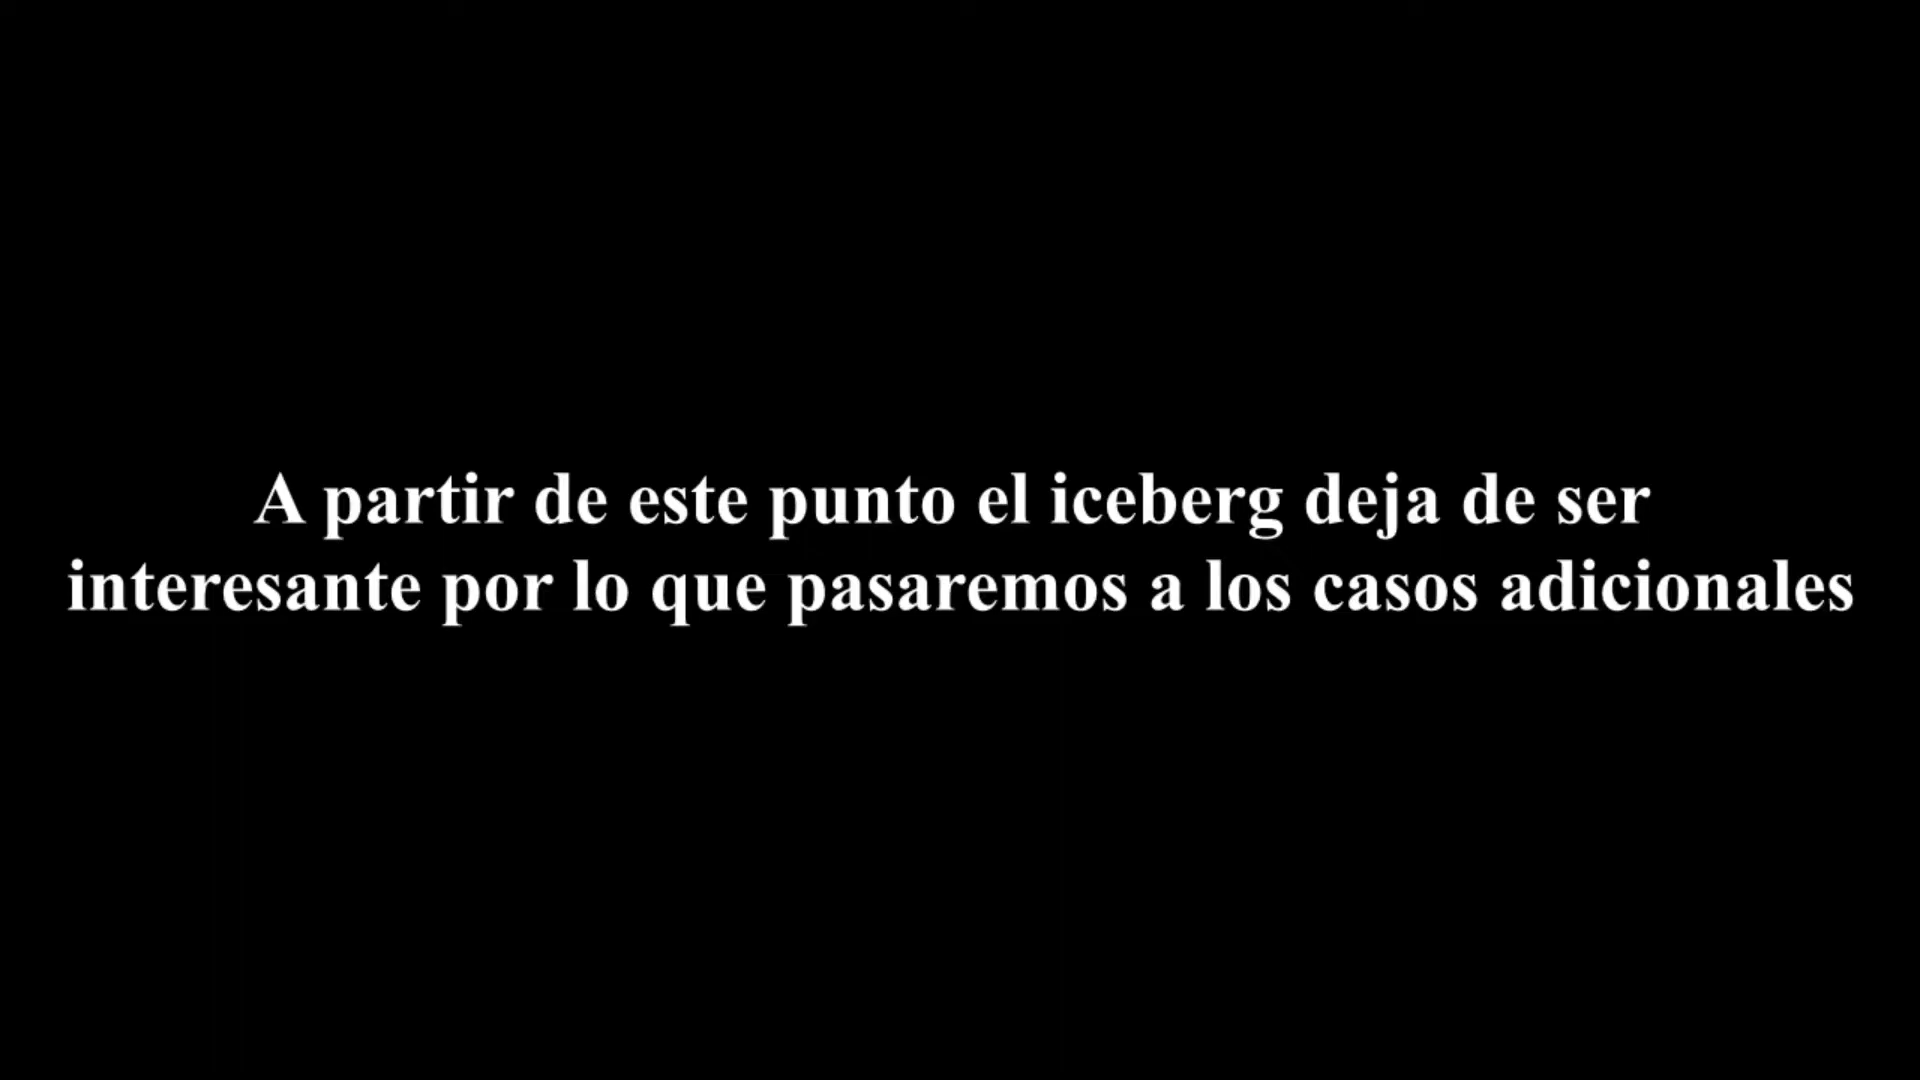 A partir de este punto el iceberg deja de ser
interesante por lo que pasaremos a los casos adicionales